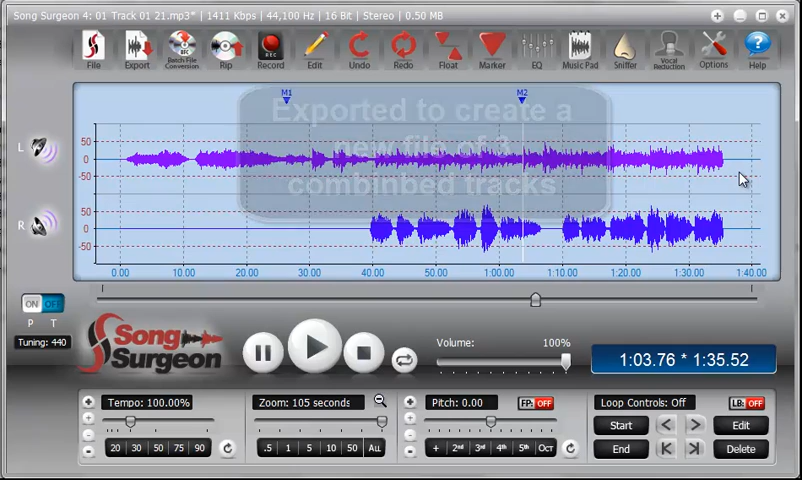 Song Surgeon 4: 01 Track 01 21.mp3* | 1411 Kbps | 44,100 Hz | 16 Bit | Stereo | 0.50 MB
File Export Batch File Conversion Rip Record Edit Undo Redo Float Marker EQ Music Pad Sniffer Vocal Reduction Options Help
REC
M1 M2
Exported to create a
new file of 3
combinbed tracks
L
50
0
-50
R
50
0
-50
0.00 10.00 20.00 30.00 40.00 50.00 1:00.00 1:10.00 1:20.00 1:30.00 1:40.00
ON OFF
P T
Tuning: 440
Song
Surgeon
Volume: 100%
1:03.76 * 1:35.52
Tempo: 100.00%
20 30 50 75 90
Zoom: 105 seconds
.5 1 5 10 50 ALL
Pitch: 0.00 FP: OFF
+ 2nd 3rd 4th 5th Oct
Loop Controls: Off LB: OFF
Start Edit
End Delete